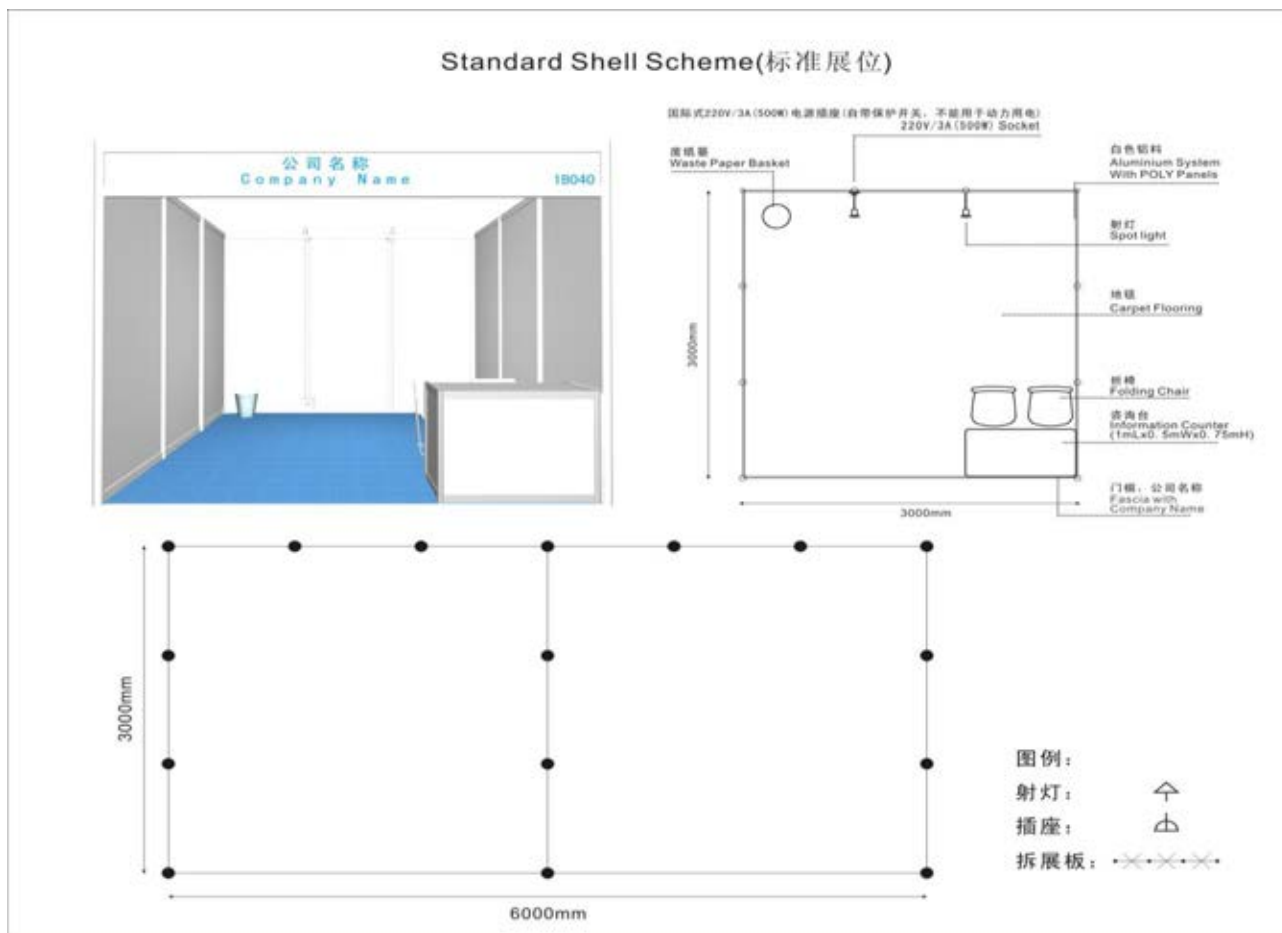 Standard Shell Scheme(标准展位)
公司名称
Company Name
1B040
国际式220V/3A(500W)电源插座(自带保护开关，不能用于动力用电)
220V/3A(500W) Socket
废纸篓
Waste Paper Basket
白色铝料
Aluminium System
With POLY Panels
射灯
Spot light
地毯
Carpet Flooring
折椅
Folding Chair
咨询台
Information Counter
(1mLx0.5mWx0.75mH)
门楣，公司名称
Fascia with
Company Name
3000mm
3000mm
3000mm
6000mm
图例：
射灯：
插座：
拆展板：